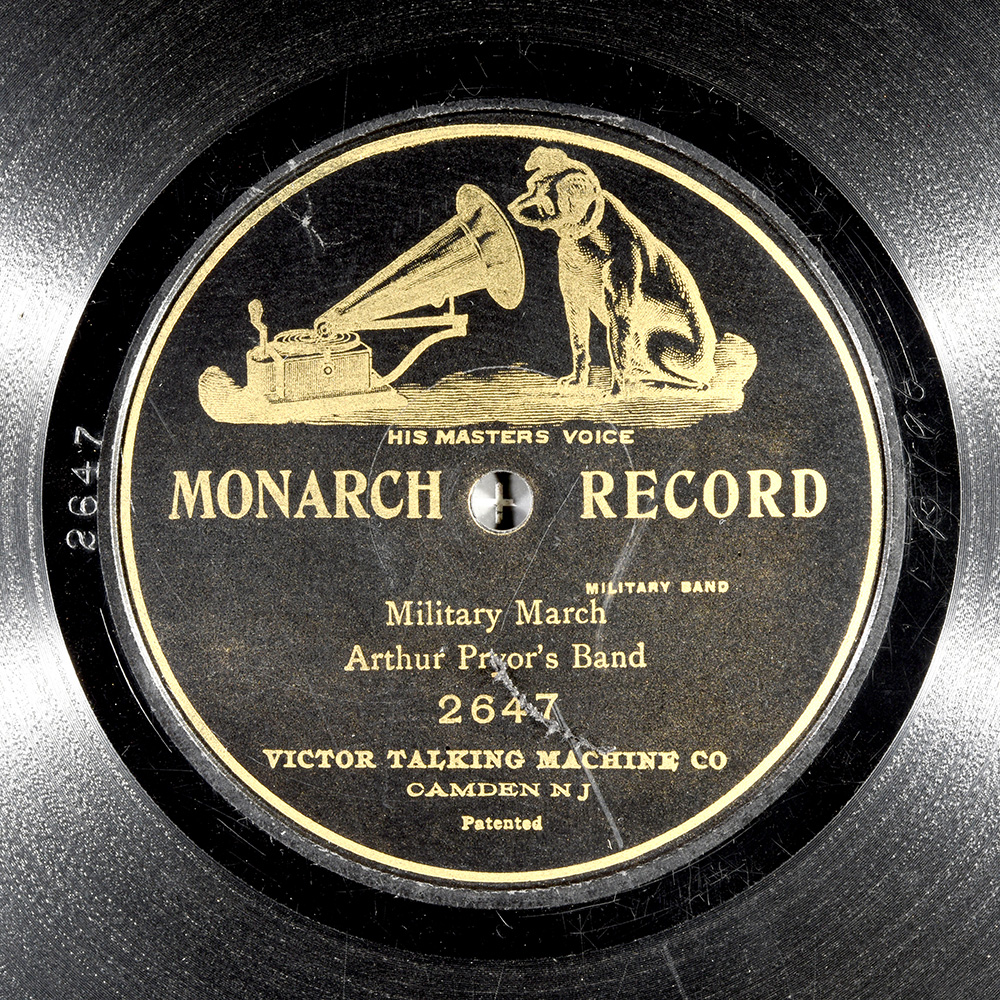 HIS MASTERS VOICE
MONARCH RECORD
MILITARY BAND
Military March
Arthur Pryor's Band
2647
VICTOR TALKING MACHINE CO
CAMDEN N J
Patented
2647